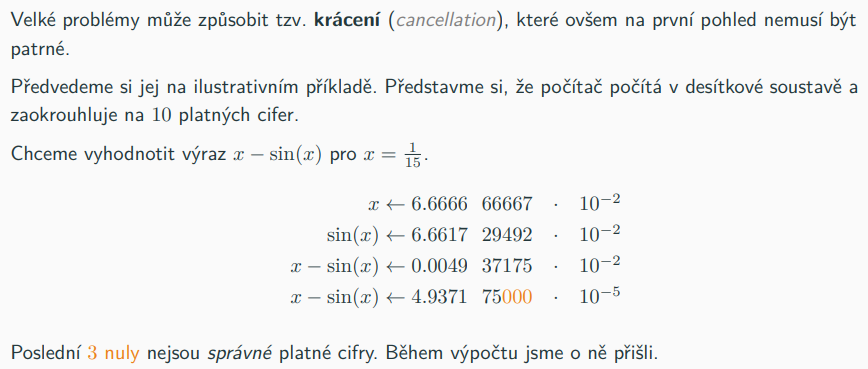 Velké problémy může způsobit tzv. krácení (cancellation), které ovšem na první pohled nemusí být
patrné.
Předvedeme si jej na ilustrativním příkladě. Představme si, že počítač počítá v desítkové soustavě a
zaokrouhluje na 10 platných cifer.
Chceme vyhodnotit výraz x − sin(x) pro x = 1/15.
x ← 6.6666 66667 · 10⁻²
sin(x) ← 6.6617 29492 · 10⁻²
x − sin(x) ← 0.0049 37175 · 10⁻²
x − sin(x) ← 4.9371 75000 · 10⁻⁵
Poslední 3 nuly nejsou správné platné cifry. Během výpočtu jsme o ně přišli.